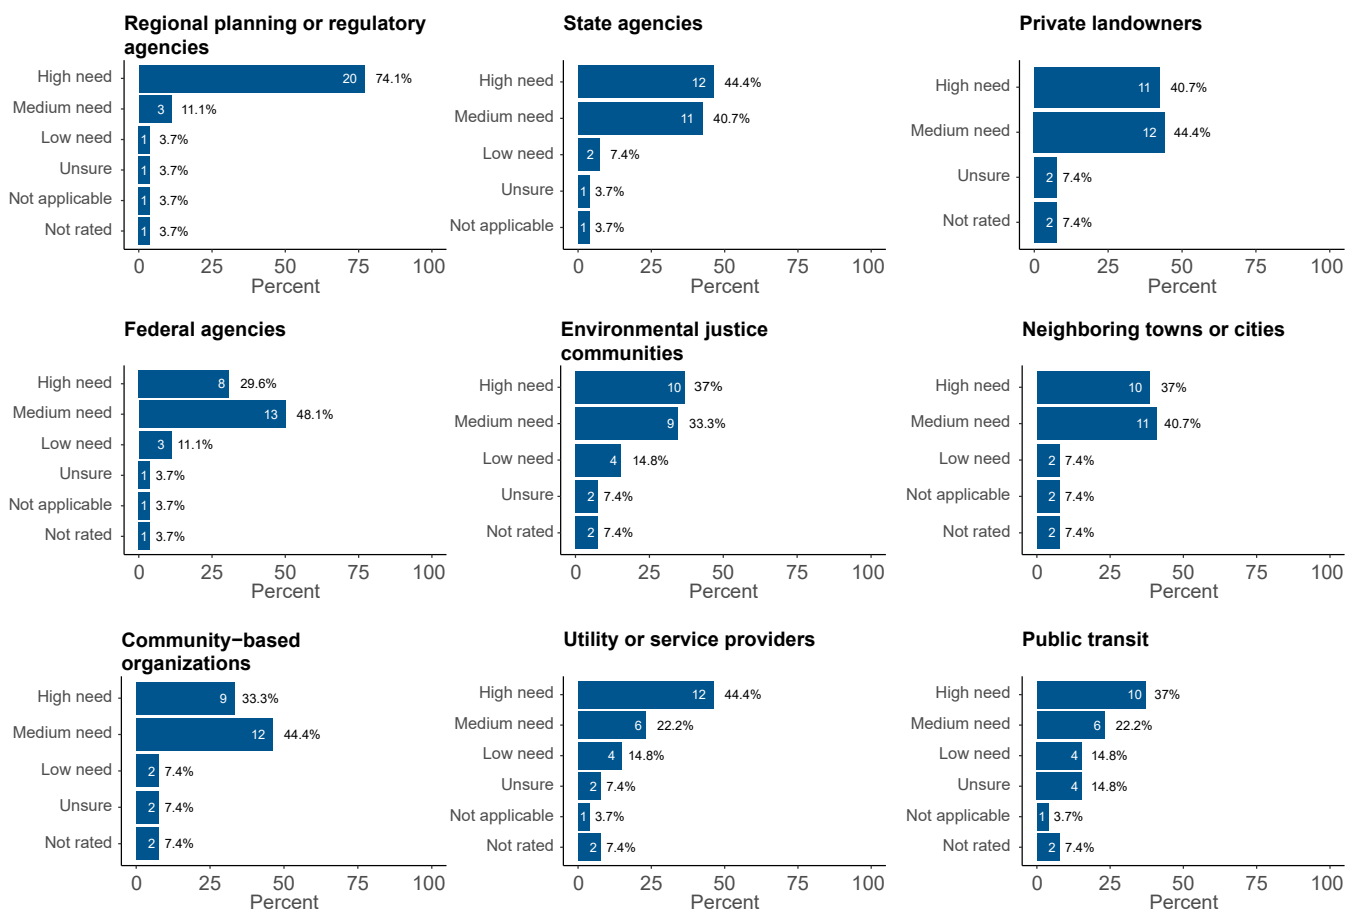 Regional planning or regulatory
agencies
High need 20 74.1%
Medium need 3 11.1%
Low need 1 3.7%
Unsure 1 3.7%
Not applicable 1 3.7%
Not rated 1 3.7%
0 25 50 75 100
Percent
State agencies
High need 12 44.4%
Medium need 11 40.7%
Low need 2 7.4%
Unsure 1 3.7%
Not applicable 1 3.7%
0 25 50 75 100
Percent
Private landowners
High need 11 40.7%
Medium need 12 44.4%
Unsure 2 7.4%
Not rated 2 7.4%
0 25 50 75 100
Percent
Federal agencies
High need 8 29.6%
Medium need 13 48.1%
Low need 3 11.1%
Unsure 1 3.7%
Not applicable 1 3.7%
Not rated 1 3.7%
0 25 50 75 100
Percent
Environmental justice
communities
High need 10 37%
Medium need 9 33.3%
Low need 4 14.8%
Unsure 2 7.4%
Not rated 2 7.4%
0 25 50 75 100
Percent
Neighboring towns or cities
High need 10 37%
Medium need 11 40.7%
Low need 2 7.4%
Not applicable 2 7.4%
Not rated 2 7.4%
0 25 50 75 100
Percent
Community−based
organizations
High need 9 33.3%
Medium need 12 44.4%
Low need 2 7.4%
Unsure 2 7.4%
Not rated 2 7.4%
0 25 50 75 100
Percent
Utility or service providers
High need 12 44.4%
Medium need 6 22.2%
Low need 4 14.8%
Unsure 2 7.4%
Not applicable 1 3.7%
Not rated 2 7.4%
0 25 50 75 100
Percent
Public transit
High need 10 37%
Medium need 6 22.2%
Low need 4 14.8%
Unsure 4 14.8%
Not applicable 1 3.7%
Not rated 2 7.4%
0 25 50 75 100
Percent